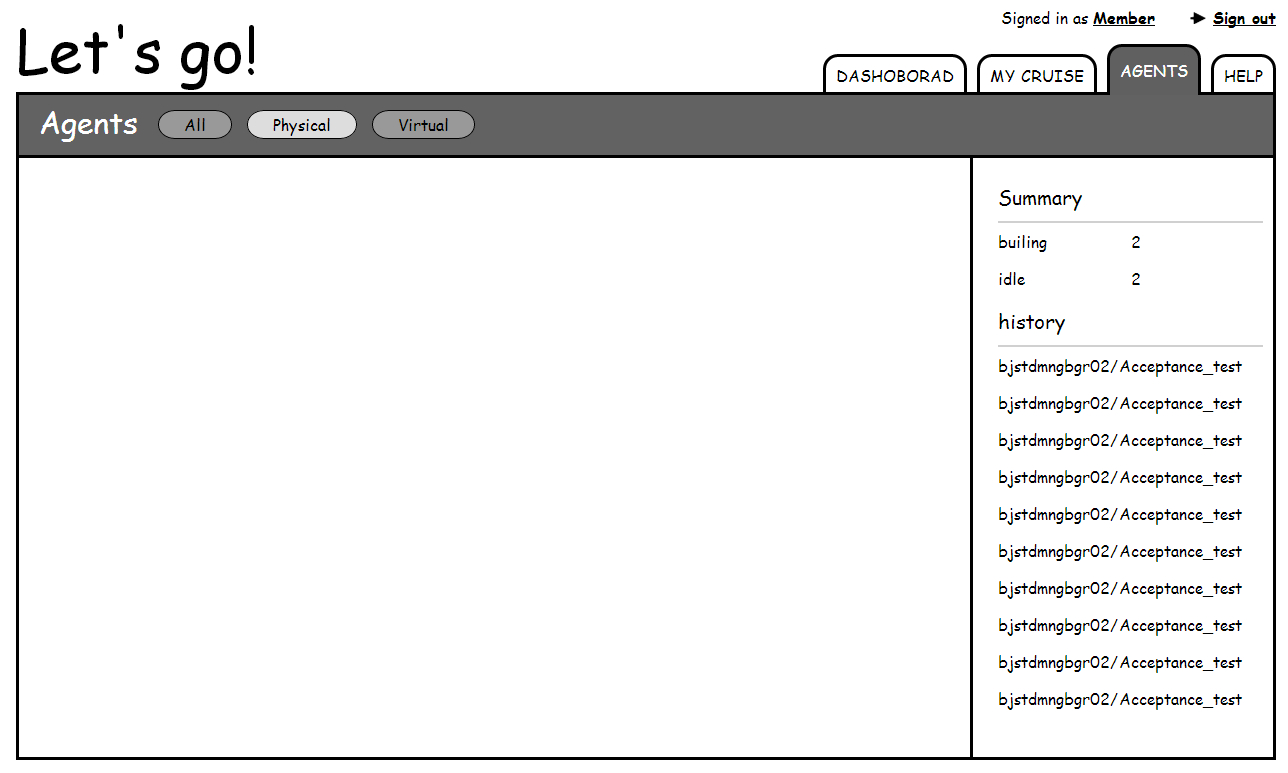 Signed in as Member Sign out
Let's go!
DASHOBORAD MY CRUISE AGENTS HELP
Agents All Physical Virtual
Summary
builing 2
idle 2
history
bjstdmngbgr02/Acceptance_test
bjstdmngbgr02/Acceptance_test
bjstdmngbgr02/Acceptance_test
bjstdmngbgr02/Acceptance_test
bjstdmngbgr02/Acceptance_test
bjstdmngbgr02/Acceptance_test
bjstdmngbgr02/Acceptance_test
bjstdmngbgr02/Acceptance_test
bjstdmngbgr02/Acceptance_test
bjstdmngbgr02/Acceptance_test